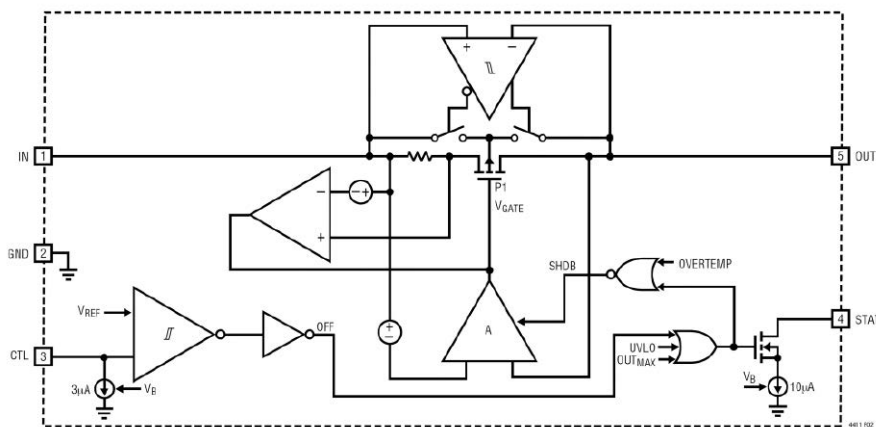 + −
IN 1
5 OUT
− − +
P1
VGATE
+
GND 2
SHDB
OVERTEMP
VREF
OFF
+
−
A
4 STAT
UVLO
OUTMAX
CTL 3
3µA
VB
VB
10µA
4411 F02